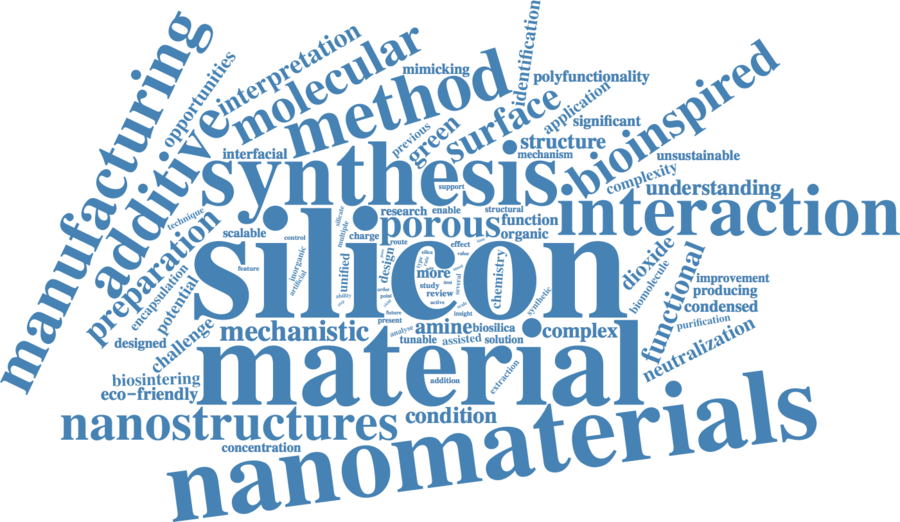 manufacturing
opportunities
additive
interpretation
molecular
mimicking
method
identification
polyfunctionality
application
surface
significant
bioinspired
previous
green
structure
mechanism
unsustainable
interfacial
complexity
understanding
synthesis
support
interaction
technique
research
enable
structural
silicate
multiple
porous
function
organic
scalable
preparation
control
charge
route
effect
value
silicon
feature
inorganic
artificial
unified
design
silica
more
chemistry
dioxide
functional
encapsulation
potential
study
review
active
several
biomolecule
improvement
producing
condensed
ability
point
insight
synthetic
future
present
purification
challenge
designed
mechanistic
analyse
amine
biosilica
complex
tunable
assisted
solution
neutralization
material
biosintering
eco-friendly
addition
extraction
nanostructures
condition
concentration
nanomaterials